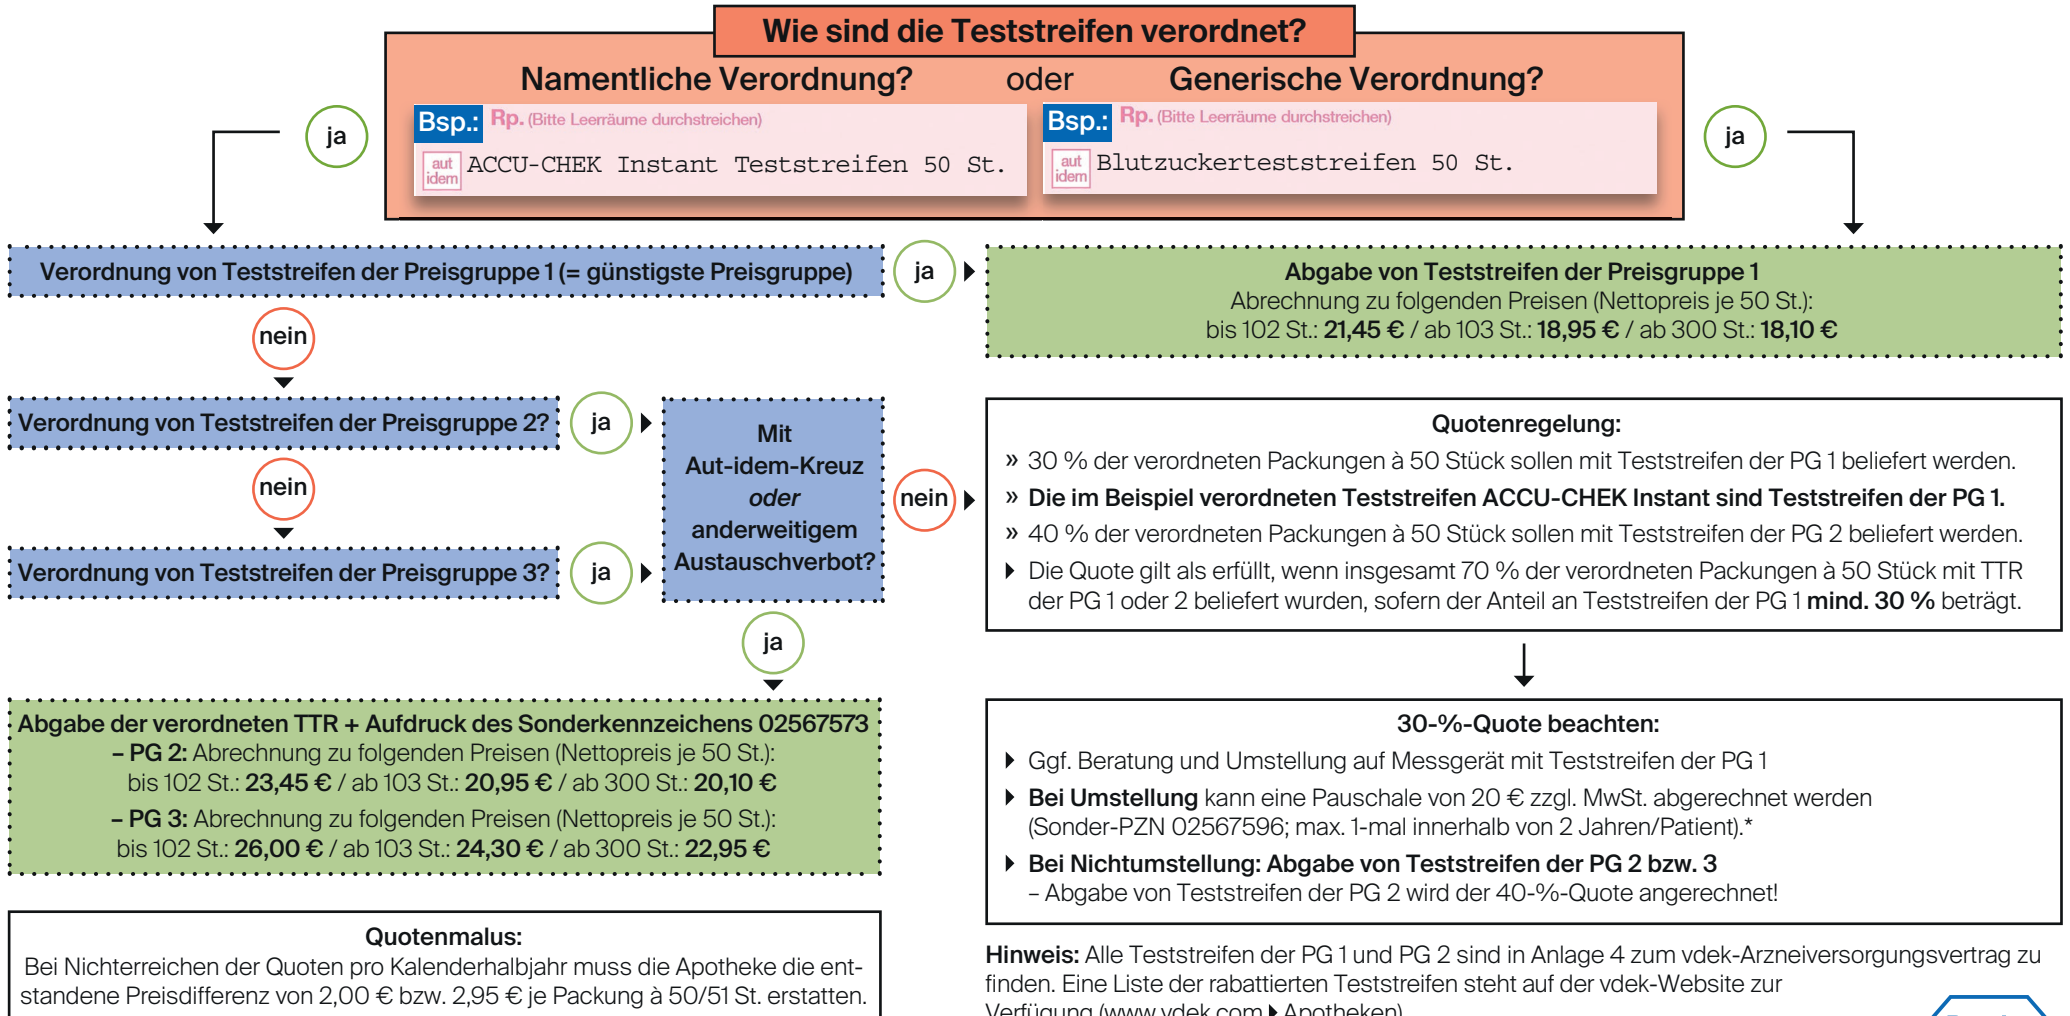 Wie sind die Teststreifen verordnet?
Namentliche Verordnung? oder Generische Verordnung?
ja
Bsp.: Rp. (Bitte Leerräume durchstreichen)
aut idem ACCU-CHEK Instant Teststreifen 50 St.
Bsp.: Rp. (Bitte Leerräume durchstreichen)
aut idem Blutzuckerteststreifen 50 St.
ja
Verordnung von Teststreifen der Preisgruppe 1 (= günstigste Preisgruppe)
ja
Abgabe von Teststreifen der Preisgruppe 1
Abrechnung zu folgenden Preisen (Nettopreis je 50 St.):
bis 102 St.: 21,45 € / ab 103 St.: 18,95 € / ab 300 St.: 18,10 €
nein
Verordnung von Teststreifen der Preisgruppe 2?
ja
nein
Verordnung von Teststreifen der Preisgruppe 3?
ja
Mit
Aut-idem-Kreuz
oder
anderweitigem
Austauschverbot?
nein
ja
Quotenregelung:
» 30 % der verordneten Packungen à 50 Stück sollen mit Teststreifen der PG 1 beliefert werden.
» Die im Beispiel verordneten Teststreifen ACCU-CHEK Instant sind Teststreifen der PG 1.
» 40 % der verordneten Packungen à 50 Stück sollen mit Teststreifen der PG 2 beliefert werden.
Die Quote gilt als erfüllt, wenn insgesamt 70 % der verordneten Packungen à 50 Stück mit TTR
der PG 1 oder 2 beliefert wurden, sofern der Anteil an Teststreifen der PG 1 mind. 30 % beträgt.
Abgabe der verordneten TTR + Aufdruck des Sonderkennzeichens 02567573
– PG 2: Abrechnung zu folgenden Preisen (Nettopreis je 50 St.):
bis 102 St.: 23,45 € / ab 103 St.: 20,95 € / ab 300 St.: 20,10 €
– PG 3: Abrechnung zu folgenden Preisen (Nettopreis je 50 St.):
bis 102 St.: 26,00 € / ab 103 St.: 24,30 € / ab 300 St.: 22,95 €
30-%-Quote beachten:
Ggf. Beratung und Umstellung auf Messgerät mit Teststreifen der PG 1
Bei Umstellung kann eine Pauschale von 20 € zzgl. MwSt. abgerechnet werden
(Sonder-PZN 02567596; max. 1-mal innerhalb von 2 Jahren/Patient).*
Bei Nichtumstellung: Abgabe von Teststreifen der PG 2 bzw. 3
– Abgabe von Teststreifen der PG 2 wird der 40-%-Quote angerechnet!
Quotenmalus:
Bei Nichterreichen der Quoten pro Kalenderhalbjahr muss die Apotheke die ent-
standene Preisdifferenz von 2,00 € bzw. 2,95 € je Packung à 50/51 St. erstatten.
Hinweis: Alle Teststreifen der PG 1 und PG 2 sind in Anlage 4 zum vdek-Arzneiversorgungsvertrag zu
finden. Eine Liste der rabattierten Teststreifen steht auf der vdek-Website zur
Verfügung (www.vdek.com Apotheken)